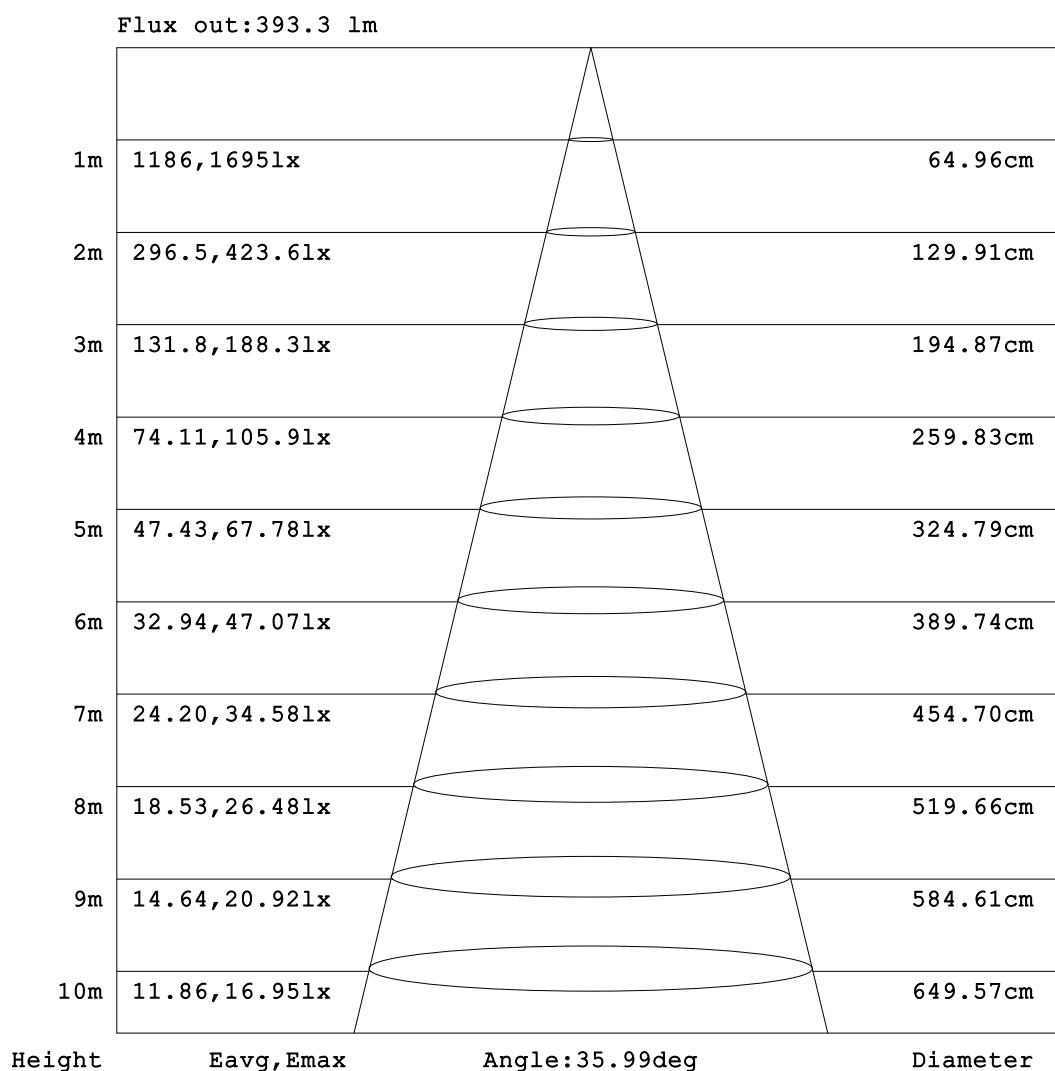 Flux out:393.3 lm
1m 1186,1695lx 64.96cm
2m 296.5,423.6lx 129.91cm
3m 131.8,188.3lx 194.87cm
4m 74.11,105.9lx 259.83cm
5m 47.43,67.78lx 324.79cm
6m 32.94,47.07lx 389.74cm
7m 24.20,34.58lx 454.70cm
8m 18.53,26.48lx 519.66cm
9m 14.64,20.92lx 584.61cm
10m 11.86,16.95lx 649.57cm
Height Eavg,Emax Angle:35.99deg Diameter